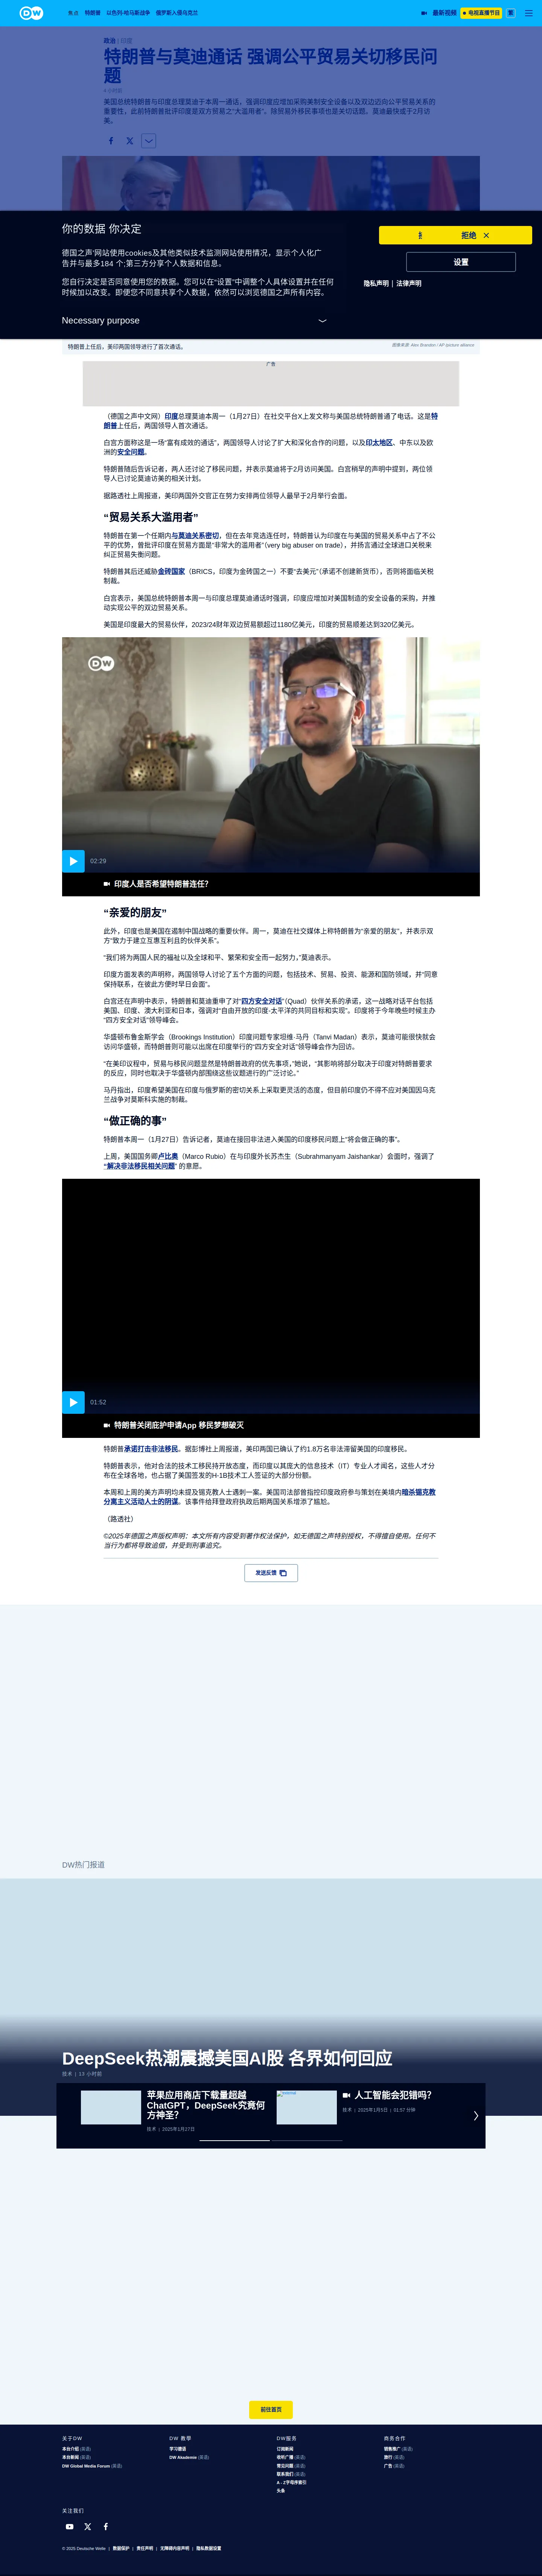 DW
焦点 特朗普 以色列-哈马斯战争 俄罗斯入侵乌克兰
最新视频 电视直播节目 繁
政治 | 印度
特朗普与莫迪通话 强调公平贸易关切移民问
题
美国总统特朗普与印度总理莫迪于本周一通话，强调印度应增加采购美制安全设备以及双边迈向公平贸易关系的
重要性，此前特朗普批评印度是双方贸易之“大滥用者”。除贸易外移民事项也是关切话题。莫迪最快或于2月访
美。
你的数据 你决定
德国之声'网站使用cookies及其他类似技术监测网站使用情况，显示个人化广
告并与最多184 个;第三方分享个人数据和信息。
您自行决定是否同意使用您的数据。您可以在“设置”中调整个人具体设置并在任何
时候加以改变。即便您不同意共享个人数据，依然可以浏览德国之声所有内容。
Necessary purpose
拒绝
设置
隐私声明 | 法律声明
特朗普上任后，美印两国领导进行了首次通话。
图像来源: Alex Brandon / AP/picture alliance
广告
（德国之声中文网）印度总理莫迪本周一（1月27日）在社交平台X上发文称与美国总统特朗普通了电话。这是特
朗普上任后，两国领导人首次通话。
白宫方面称这是一场“富有成效的通话”，两国领导人讨论了扩大和深化合作的问题，以及印太地区、中东以及欧
洲的安全问题。
特朗普随后告诉记者，两人还讨论了移民问题，并表示莫迪将于2月访问美国。白宫稍早的声明中提到，两位领
导人已讨论莫迪访美的相关计划。
据路透社上周报道，美印两国外交官正在努力安排两位领导人最早于2月举行会面。
“贸易关系大滥用者”
特朗普在第一个任期内与莫迪关系密切，但在去年竞选连任时，特朗普认为印度在与美国的贸易关系中占了不公
平的优势，曾批评印度在贸易方面是“非常大的滥用者”（very big abuser on trade），并扬言通过全球进口关税来
纠正贸易失衡问题。
特朗普其后还威胁金砖国家（BRICS，印度为金砖国之一）不要“去美元”（承诺不创建新货币），否则将面临关税
制裁。
白宫表示，美国总统特朗普本周一与印度总理莫迪通话时强调，印度应增加对美国制造的安全设备的采购，并推
动实现公平的双边贸易关系。
美国是印度最大的贸易伙伴，2023/24财年双边贸易额超过1180亿美元，印度的贸易顺差达到320亿美元。
DW
02:29
印度人是否希望特朗普连任？
“亲爱的朋友”
此外，印度也是美国在遏制中国战略的重要伙伴。周一，莫迪在社交媒体上称特朗普为“亲爱的朋友”，并表示双
方“致力于建立互惠互利且的伙伴关系”。
“我们将为两国人民的福祉以及全球和平、繁荣和安全而一起努力，”莫迪表示。
印度方面发表的声明称，两国领导人讨论了五个方面的问题，包括技术、贸易、投资、能源和国防领域，并“同意
保持联系，在彼此方便时早日会面”。
白宫还在声明中表示，特朗普和莫迪重申了对“四方安全对话”（Quad）伙伴关系的承诺，这一战略对话平台包括
美国、印度、澳大利亚和日本，强调对“自由开放的印度-太平洋的共同目标和实现”。印度将于今年晚些时候主办
“四方安全对话”领导峰会。
华盛顿布鲁金斯学会（Brookings Institution）印度问题专家坦维·马丹（Tanvi Madan）表示，莫迪可能很快就会
访问华盛顿，而特朗普则可能以出席在印度举行的“四方安全对话”领导峰会作为回访。
“在美印议程中，贸易与移民问题显然是特朗普政府的优先事项，”她说，“其影响将部分取决于印度对特朗普要求
的反应，同时也取决于华盛顿内部围绕这些议题进行的广泛讨论。”
马丹指出，印度希望美国在印度与俄罗斯的密切关系上采取更灵活的态度，但目前印度仍不得不应对美国因乌克
兰战争对莫斯科实施的制裁。
“做正确的事”
特朗普本周一（1月27日）告诉记者，莫迪在接回非法进入美国的印度移民问题上“将会做正确的事”。
上周，美国国务卿卢比奥（Marco Rubio）在与印度外长苏杰生（Subrahmanyam Jaishankar）会面时，强调了
“解决非法移民相关问题” 的意愿。
01:52
特朗普关闭庇护申请App 移民梦想破灭
特朗普承诺打击非法移民。据彭博社上周报道，美印两国已确认了约1.8万名非法滞留美国的印度移民。
特朗普表示，他对合法的技术工移民持开放态度，而印度以其庞大的信息技术（IT）专业人才闻名，这些人才分
布在全球各地，也占据了美国签发的H-1B技术工人签证的大部分份额。
本周和上周的美方声明均未提及锡克教人士遇刺一案。美国司法部曾指控印度政府参与策划在美境内暗杀锡克教
分离主义活动人士的阴谋。该事件给拜登政府执政后期两国关系增添了尴尬。
（路透社）
©2025年德国之声版权声明：本文所有内容受到著作权法保护，如无德国之声特别授权，不得擅自使用。任何不
当行为都将导致追偿，并受到刑事追究。
发送反馈
DW热门报道
DeepSeek热潮震撼美国AI股 各界如何回应
技术 | 13 小时前
苹果应用商店下载量超越
ChatGPT，DeepSeek究竟何
方神圣？
技术 | 2025年1月27日
人工智能会犯错吗？
技术 | 2025年1月5日 | 01:57 分钟
前往首页
关于DW
本台介绍 (英语)
本台新闻 (英语)
DW Global Media Forum (英语)
DW 教学
学习德语
DW Akademie (英语)
DW服务
订阅新闻
收听广播 (英语)
常见问题 (英语)
联系我们 (英语)
A - Z字母序索引
头条
商务合作
销售推广 (英语)
旅行 (英语)
广告 (英语)
关注我们
© 2025 Deutsche Welle | 数据保护 | 责任声明 | 无障碍内容声明 | 隐私数据设置